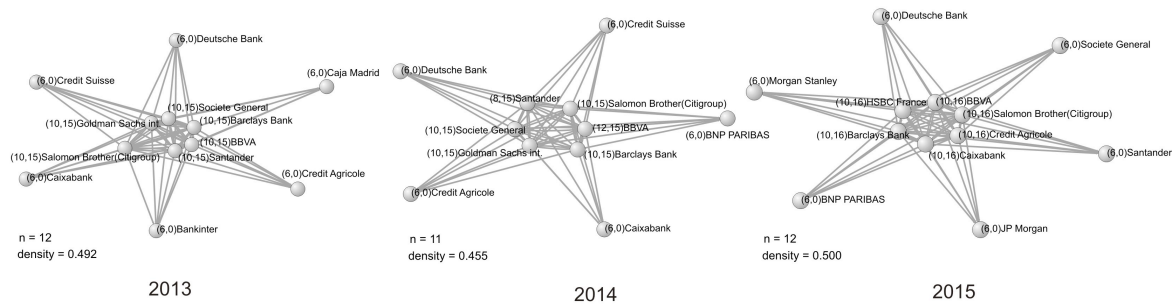 (6,0)Deutsche Bank
(6,0)Caja Madrid
(6,0)Credit Suisse
(10,15)Societe General
(10,15)Goldman Sachs int.
(10,15)Barclays Bank
(10,15)BBVA
(10,15)Salomon Brother(Citigroup)
(10,15)Santander
(6,0)Caixabank
(6,0)Credit Agricole
(6,0)Bankinter
n = 12
density = 0.492
2013
(6,0)Credit Suisse
(6,0)Deutsche Bank
(8,15)Santander
(10,15)Salomon Brother(Citigroup)
(10,15)Societe General
(12,15)BBVA
(6,0)BNP PARIBAS
(10,15)Goldman Sachs int.
(10,15)Barclays Bank
(6,0)Credit Agricole
(6,0)Caixabank
n = 11
density = 0.455
2014
(6,0)Deutsche Bank
(6,0)Societe General
(6,0)Morgan Stanley
(10,16)HSBC France
(10,16)BBVA
(10,16)Salomon Brother(Citigroup)
(10,16)Barclays Bank
(10,16)Credit Agricole
(10,16)Caixabank
(6,0)Santander
(6,0)BNP PARIBAS
(6,0)JP Morgan
n = 12
density = 0.500
2015